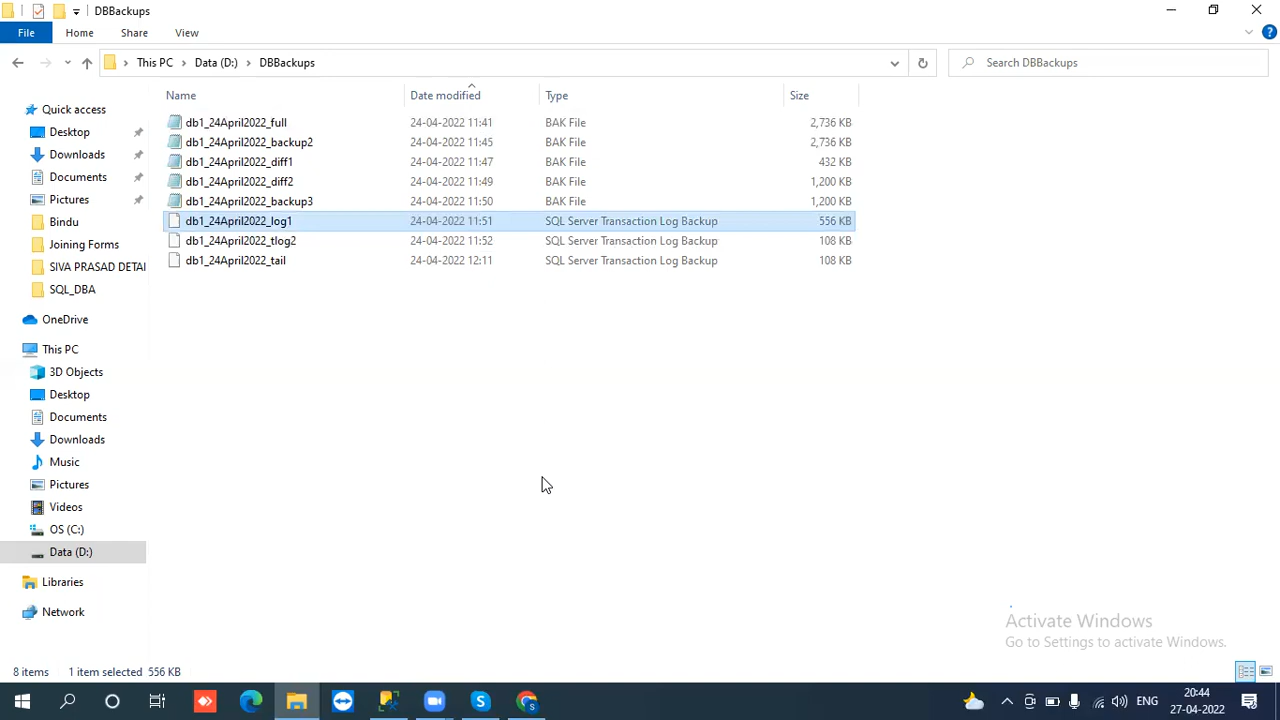 DBBackups
File Home Share View
This PC Data (D:) DBBackups Search DBBackups
Name Date modified Type Size
db1_24April2022_full 24-04-2022 11:41 BAK File 2,736 KB
db1_24April2022_backup2 24-04-2022 11:45 BAK File 2,736 KB
db1_24April2022_diff1 24-04-2022 11:47 BAK File 432 KB
db1_24April2022_diff2 24-04-2022 11:49 BAK File 1,200 KB
db1_24April2022_backup3 24-04-2022 11:50 BAK File 1,200 KB
db1_24April2022_log1 24-04-2022 11:51 SQL Server Transaction Log Backup 556 KB
db1_24April2022_tlog2 24-04-2022 11:52 SQL Server Transaction Log Backup 108 KB
db1_24April2022_tail 24-04-2022 12:11 SQL Server Transaction Log Backup 108 KB
Quick access
Desktop
Downloads
Documents
Pictures
Bindu
Joining Forms
SIVA PRASAD DETAI
SQL_DBA
OneDrive
This PC
3D Objects
Desktop
Documents
Downloads
Music
Pictures
Videos
OS (C:)
Data (D:)
Libraries
Network
Activate Windows
Go to Settings to activate Windows.
8 items 1 item selected 556 KB
ENG
20:44
27-04-2022